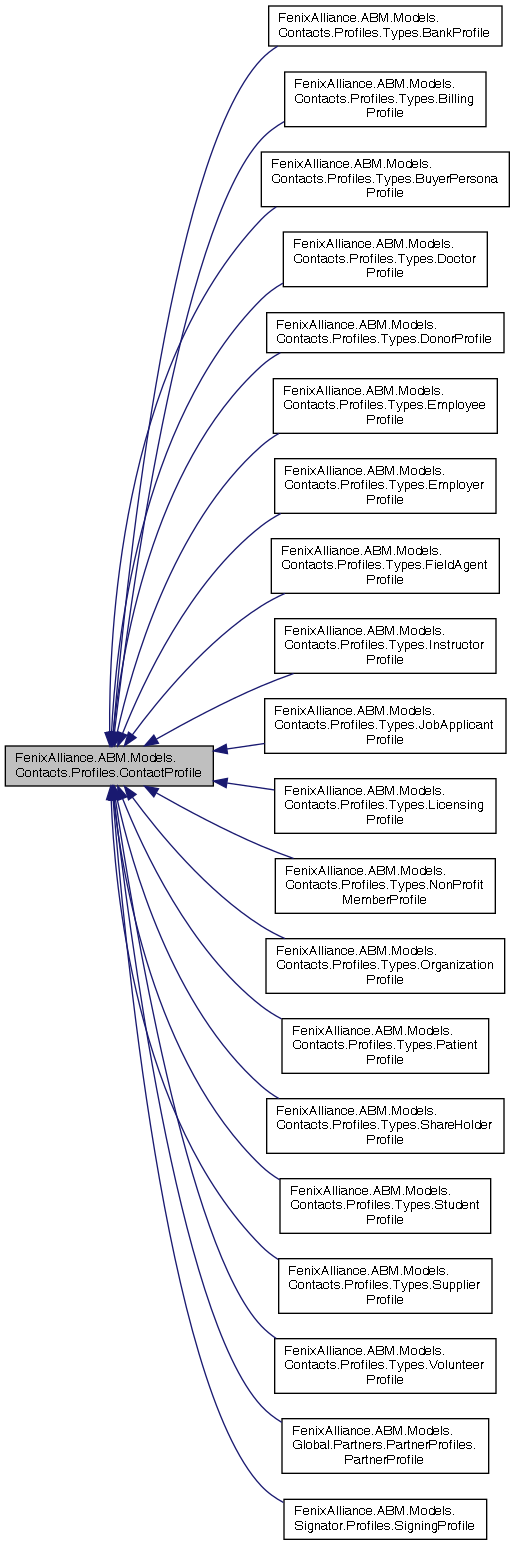 FenixAlliance.ABM.Models.
Contacts.Profiles.Types.BankProfile
FenixAlliance.ABM.Models.
Contacts.Profiles.Types.Billing
Profile
FenixAlliance.ABM.Models.
Contacts.Profiles.Types.BuyerPersona
Profile
FenixAlliance.ABM.Models.
Contacts.Profiles.Types.Doctor
Profile
FenixAlliance.ABM.Models.
Contacts.Profiles.Types.DonorProfile
FenixAlliance.ABM.Models.
Contacts.Profiles.Types.Employee
Profile
FenixAlliance.ABM.Models.
Contacts.Profiles.Types.Employer
Profile
FenixAlliance.ABM.Models.
Contacts.Profiles.Types.FieldAgent
Profile
FenixAlliance.ABM.Models.
Contacts.Profiles.Types.Instructor
Profile
FenixAlliance.ABM.Models.
Contacts.Profiles.Types.JobApplicant
Profile
FenixAlliance.ABM.Models.
Contacts.Profiles.ContactProfile
FenixAlliance.ABM.Models.
Contacts.Profiles.Types.Licensing
Profile
FenixAlliance.ABM.Models.
Contacts.Profiles.Types.NonProfit
MemberProfile
FenixAlliance.ABM.Models.
Contacts.Profiles.Types.Organization
Profile
FenixAlliance.ABM.Models.
Contacts.Profiles.Types.Patient
Profile
FenixAlliance.ABM.Models.
Contacts.Profiles.Types.ShareHolder
Profile
FenixAlliance.ABM.Models.
Contacts.Profiles.Types.Student
Profile
FenixAlliance.ABM.Models.
Contacts.Profiles.Types.Supplier
Profile
FenixAlliance.ABM.Models.
Contacts.Profiles.Types.Volunteer
Profile
FenixAlliance.ABM.Models.
Global.Partners.PartnerProfiles.
PartnerProfile
FenixAlliance.ABM.Models.
Signator.Profiles.SigningProfile